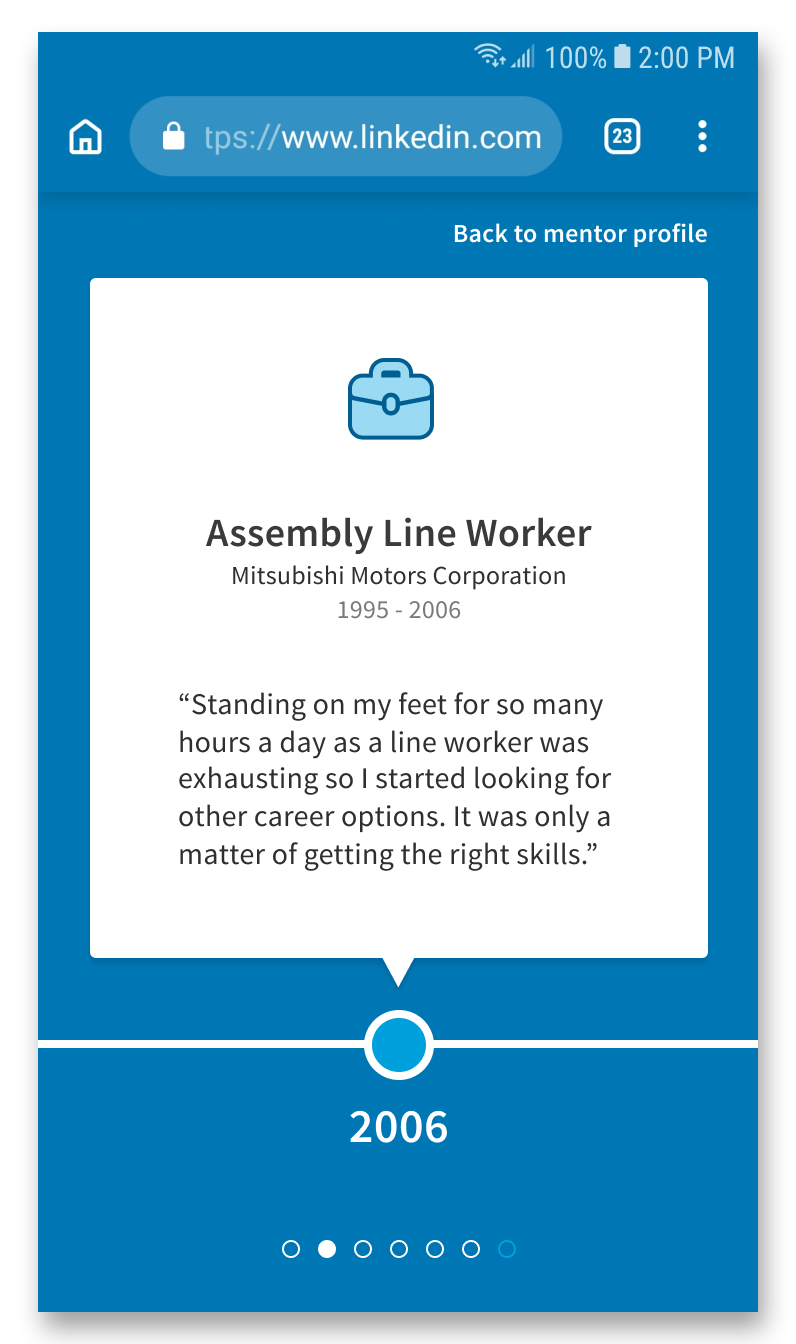 100% 2:00 PM
tps://www.linkedin.com 23
Back to mentor profile
Assembly Line Worker
Mitsubishi Motors Corporation
1995 - 2006
“Standing on my feet for so many
hours a day as a line worker was
exhausting so I started looking for
other career options. It was only a
matter of getting the right skills.”
2006